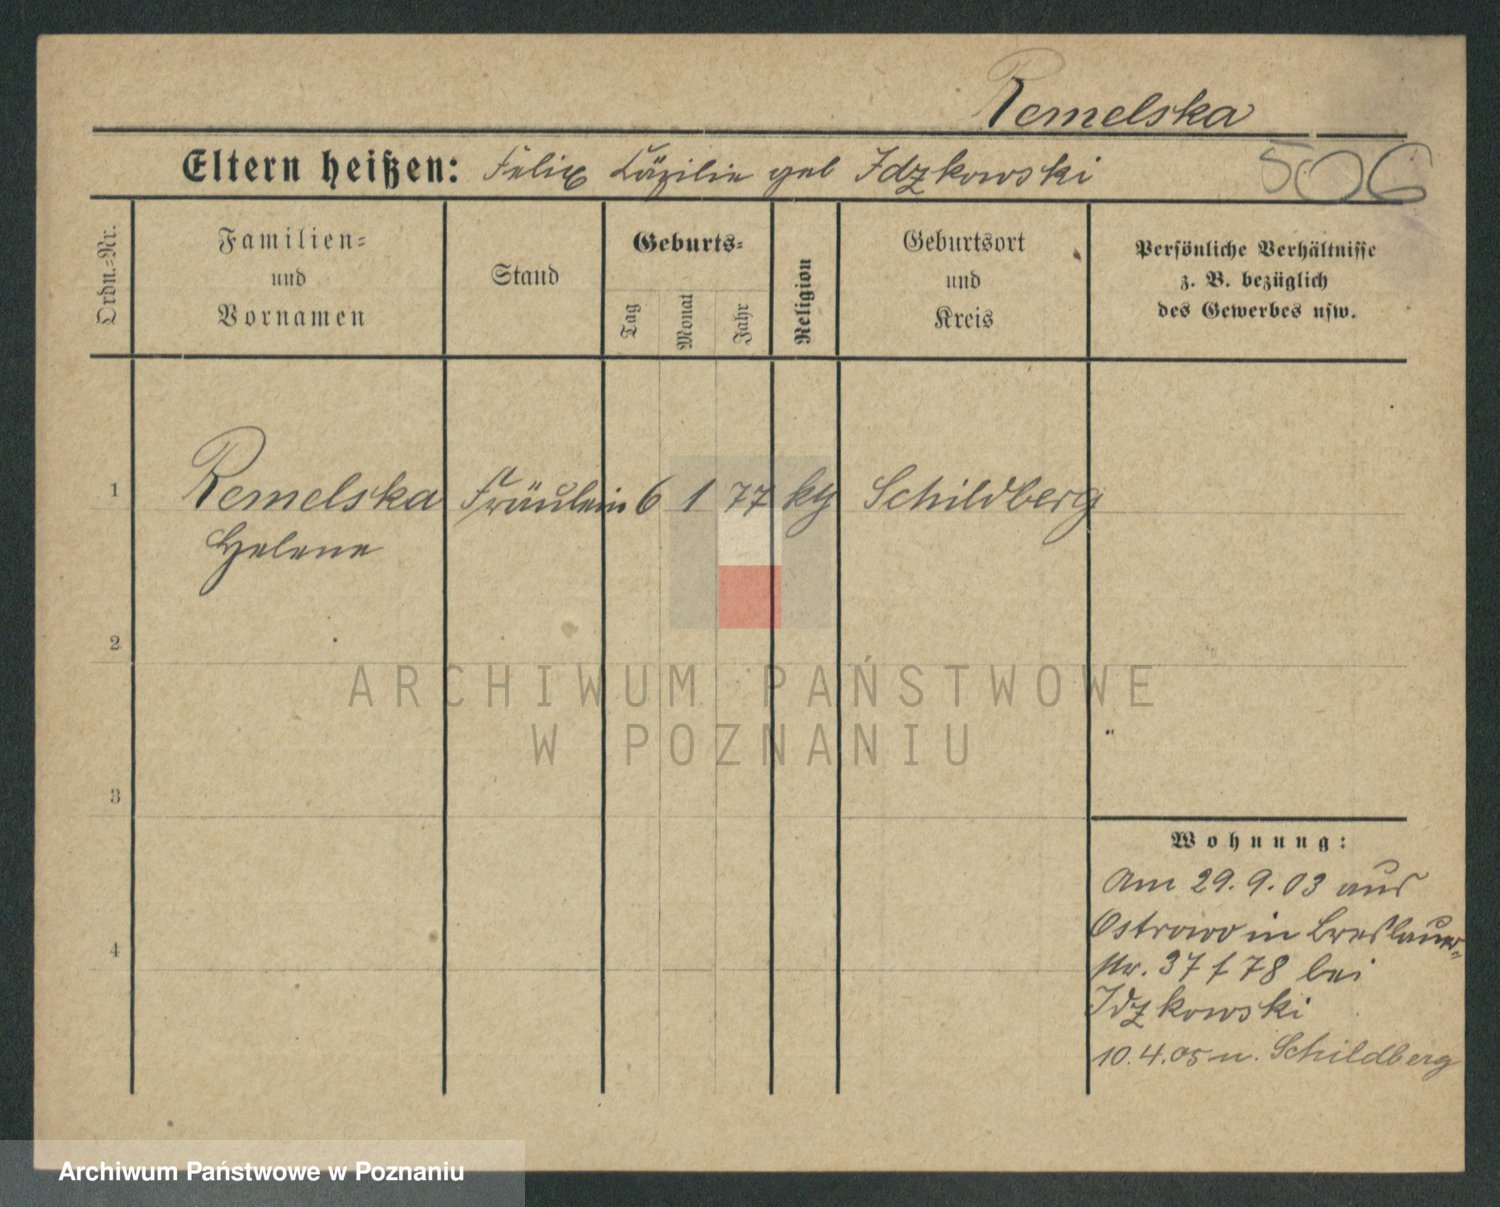 Remelska
Eltern heißen: Felix Cäzilie geb Idzkowski
506
Ordn.-Nr.
Familien-
und
Vornamen
Stand
Geburts-
Tag
Monat
Jahr
Religion
Geburtsort
und
Kreis
Persönliche Verhältnisse
z. B. bezüglich
des Gewerbes usw.
1 Remelska Fräulein 6 1 77 kth Schildberg
Helene
2
3
4
Wohnung:
Am 29.9.03 aus
Ostrowo in Breslauer-
str. 37 f 78 bei
Idzkowski
10.4.05 n. Schildberg
ARCHIWUM PAŃSTWOWE
W POZNANIU
Archiwum Państwowe w Poznaniu